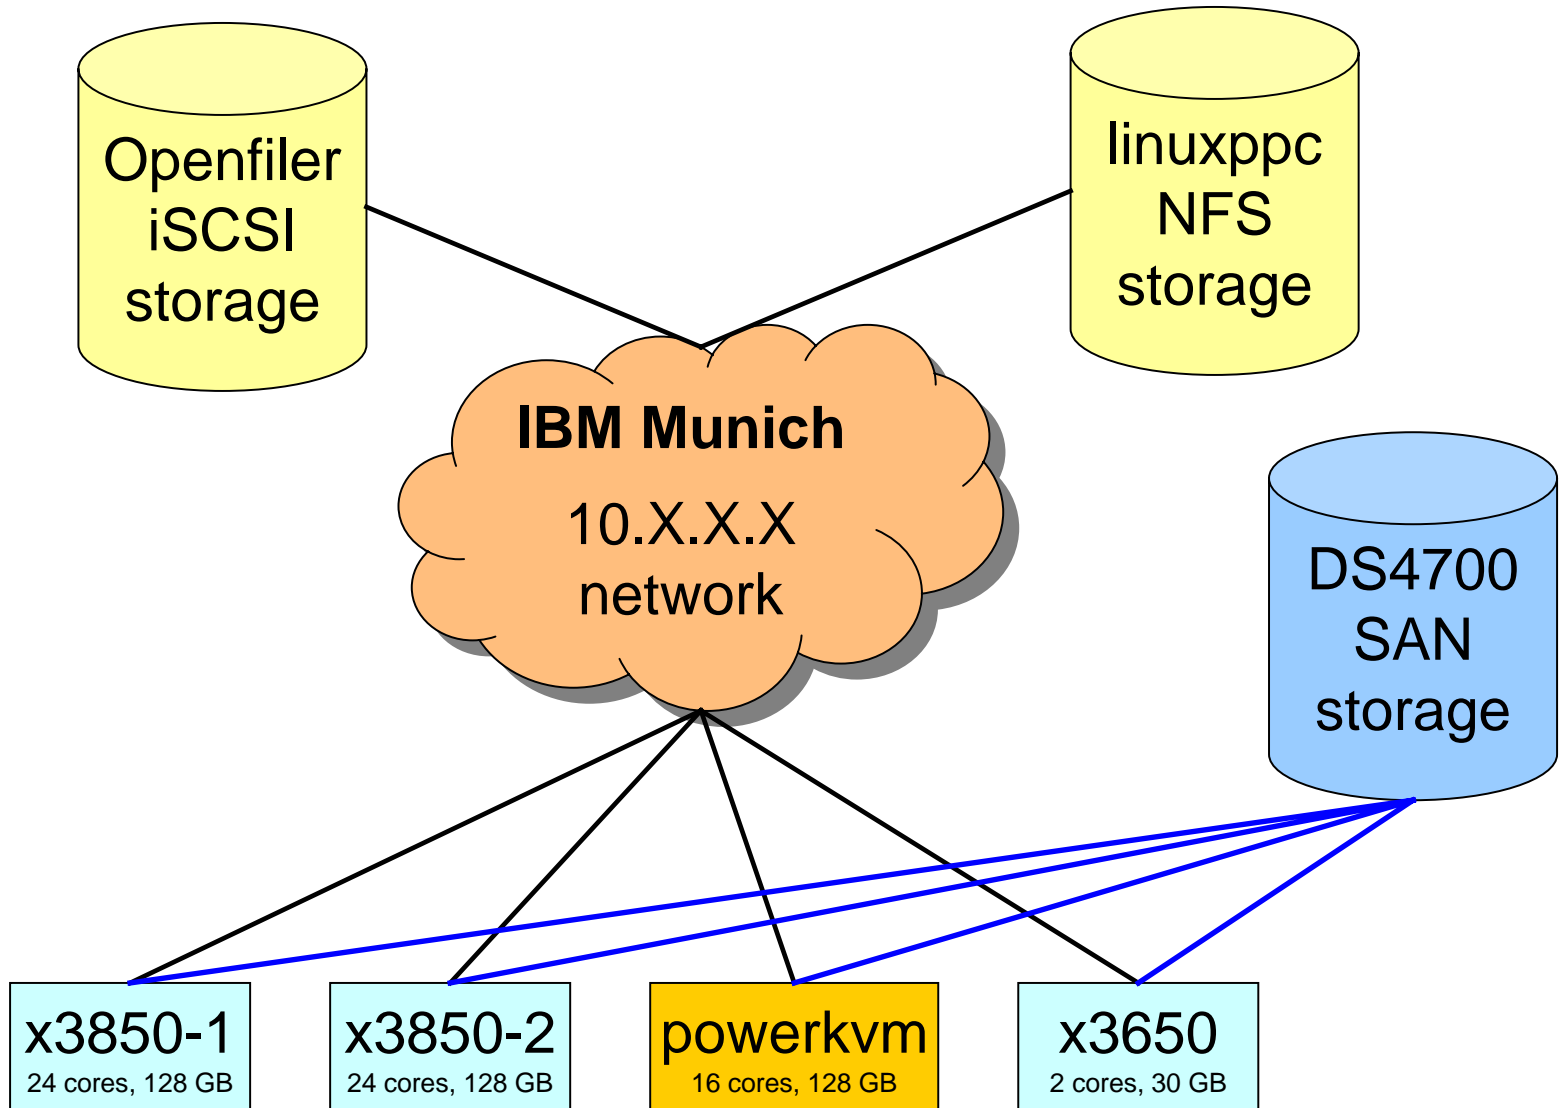 Openfiler
iSCSI
storage
linuxppc
NFS
storage
IBM Munich
10.X.X.X
network
DS4700
SAN
storage
x3850-1
24 cores, 128 GB
x3850-2
24 cores, 128 GB
powerkvm
16 cores, 128 GB
x3650
2 cores, 30 GB